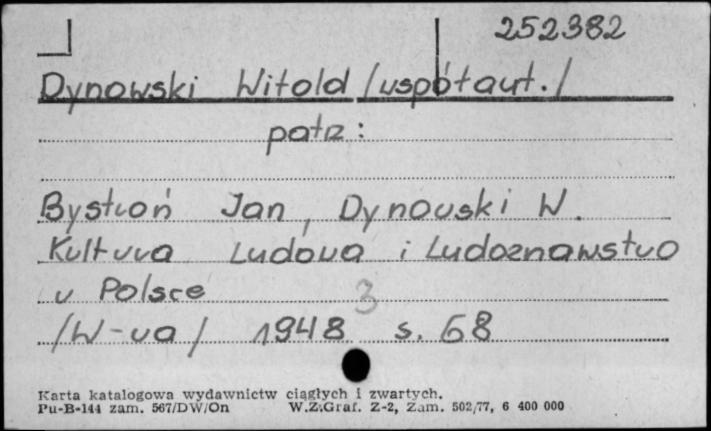 252382
Dynowski Witold /współaut./
patrz:
Bystroń Jan, Dynowski W.
Kultura Ludowa i Ludoznawstwo
w Polsce
3
/W-wa/ 1948 s. 68
Karta katalogowa wydawnictw ciągłych i zwartych.
Pu-B-144 zam. 567/DW/On W.Z.Graf. Z-2, Zam. 502/77, 6 400 000